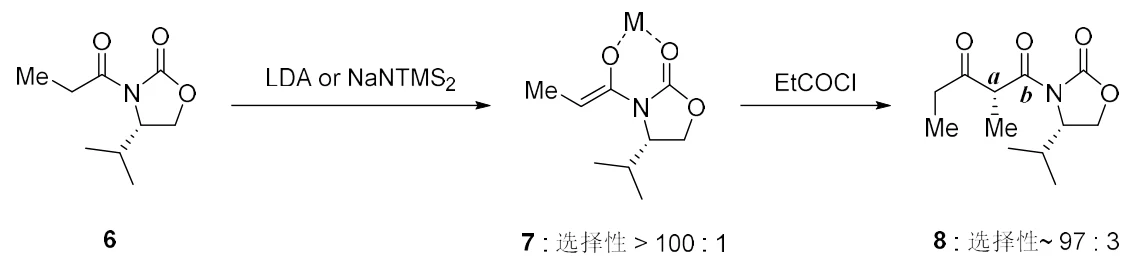 Me
O
O
N
O
6
LDA or NaNTMS2
M
O
O
Me
N
O
7 : 选择性 > 100 : 1
EtCOCl
O
O
O
a
b
N
O
Me
Me
8 : 选择性~ 97 : 3